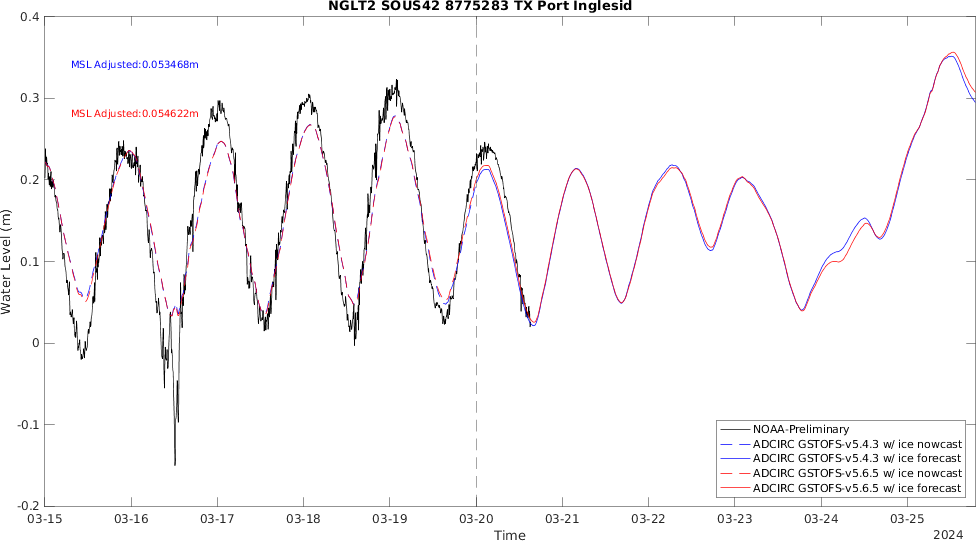 NGLT2 SOUS42 8775283 TX Port Inglesid
0.4
MSL Adjusted:0.053468m
0.3
MSL Adjusted:0.054622m
0.2
Water Level (m)
0.1
0
-0.1
NOAA-Preliminary
ADCIRC GSTOFS-v5.4.3 w/ ice nowcast
ADCIRC GSTOFS-v5.4.3 w/ ice forecast
ADCIRC GSTOFS-v5.6.5 w/ ice nowcast
ADCIRC GSTOFS-v5.6.5 w/ ice forecast
-0.2
03-15 03-16 03-17 03-18 03-19 03-20 03-21 03-22 03-23 03-24 03-25
Time 2024